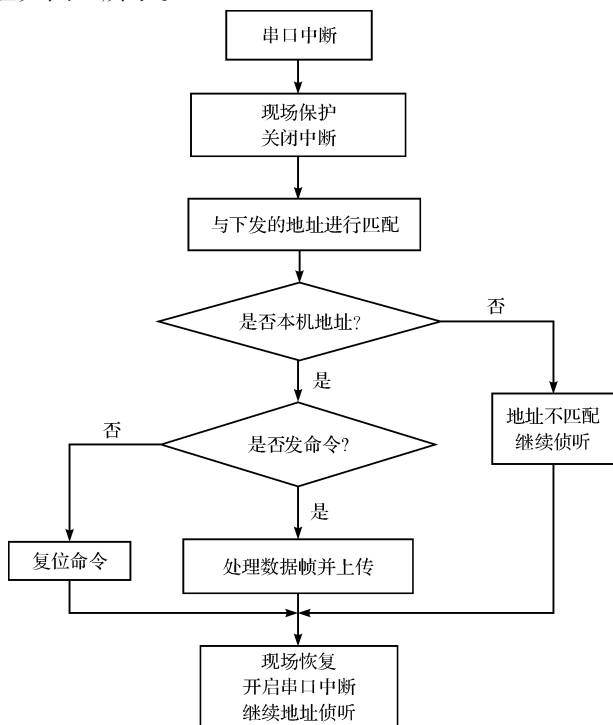 串口中断
现场保护
关闭中断
与下发的地址进行匹配
是否本机地址?
否
是
地址不匹配
继续侦听
否
是否发命令?
是
复位命令
处理数据帧并上传
现场恢复
开启串口中断
继续地址侦听